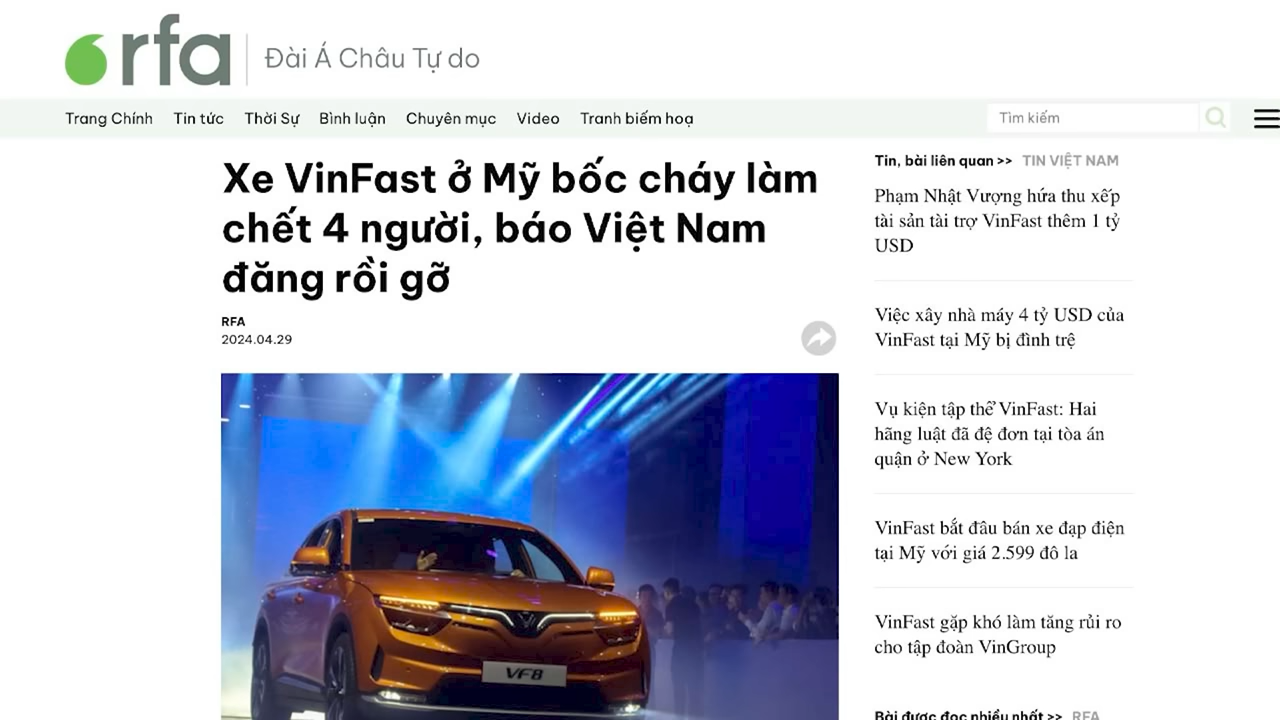 rfa Đài Á Châu Tự do
Trang Chính Tin tức Thời Sự Bình luận Chuyên mục Video Tranh biếm hoạ Tìm kiếm
Xe VinFast ở Mỹ bốc cháy làm
chết 4 người, báo Việt Nam
đăng rồi gỡ
RFA
2024.04.29
VF8
Tin, bài liên quan >> TIN VIỆT NAM
Phạm Nhật Vượng hứa thu xếp
tài sản tài trợ VinFast thêm 1 tỷ
USD
Việc xây nhà máy 4 tỷ USD của
VinFast tại Mỹ bị đình trệ
Vụ kiện tập thể VinFast: Hai
hãng luật đã đệ đơn tại tòa án
quận ở New York
VinFast bắt đâu bán xe đạp điện
tại Mỹ với giá 2.599 đô la
VinFast gặp khó làm tăng rủi ro
cho tập đoàn VinGroup
Bài được đọc nhiều nhất >> RFA